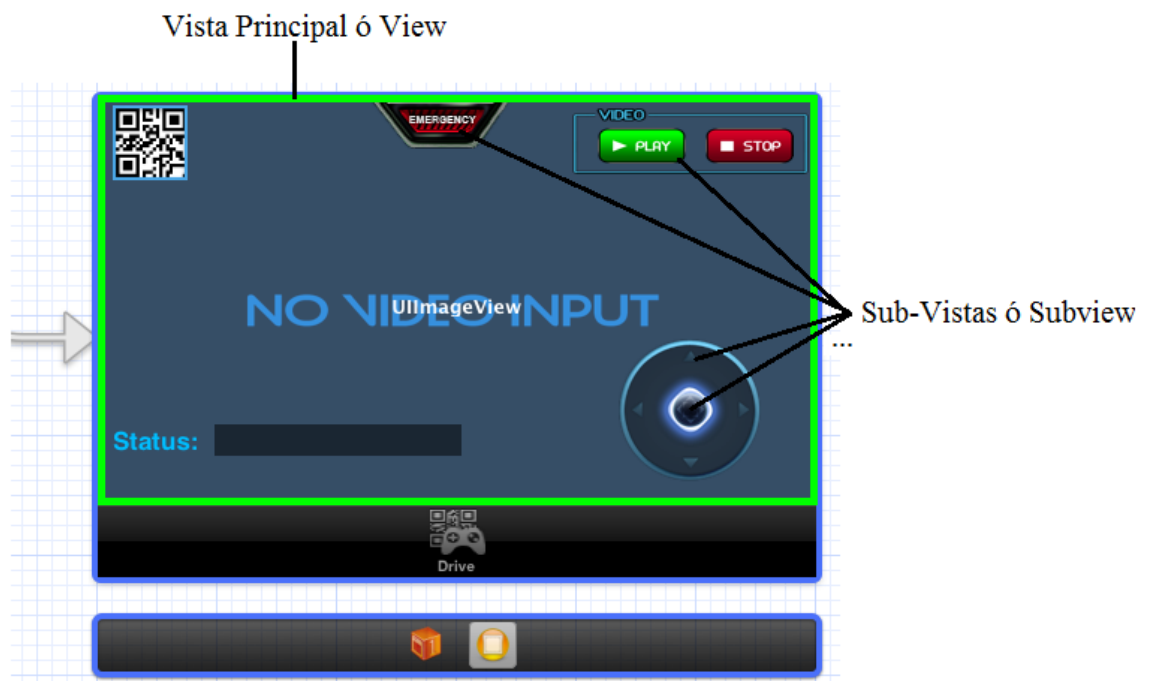 Vista Principal ó View
EMERGENCY
VIDEO
PLAY
STOP
NO VIDEO INPUT
UIImageView
Sub-Vistas ó Subview
...
Status:
Drive